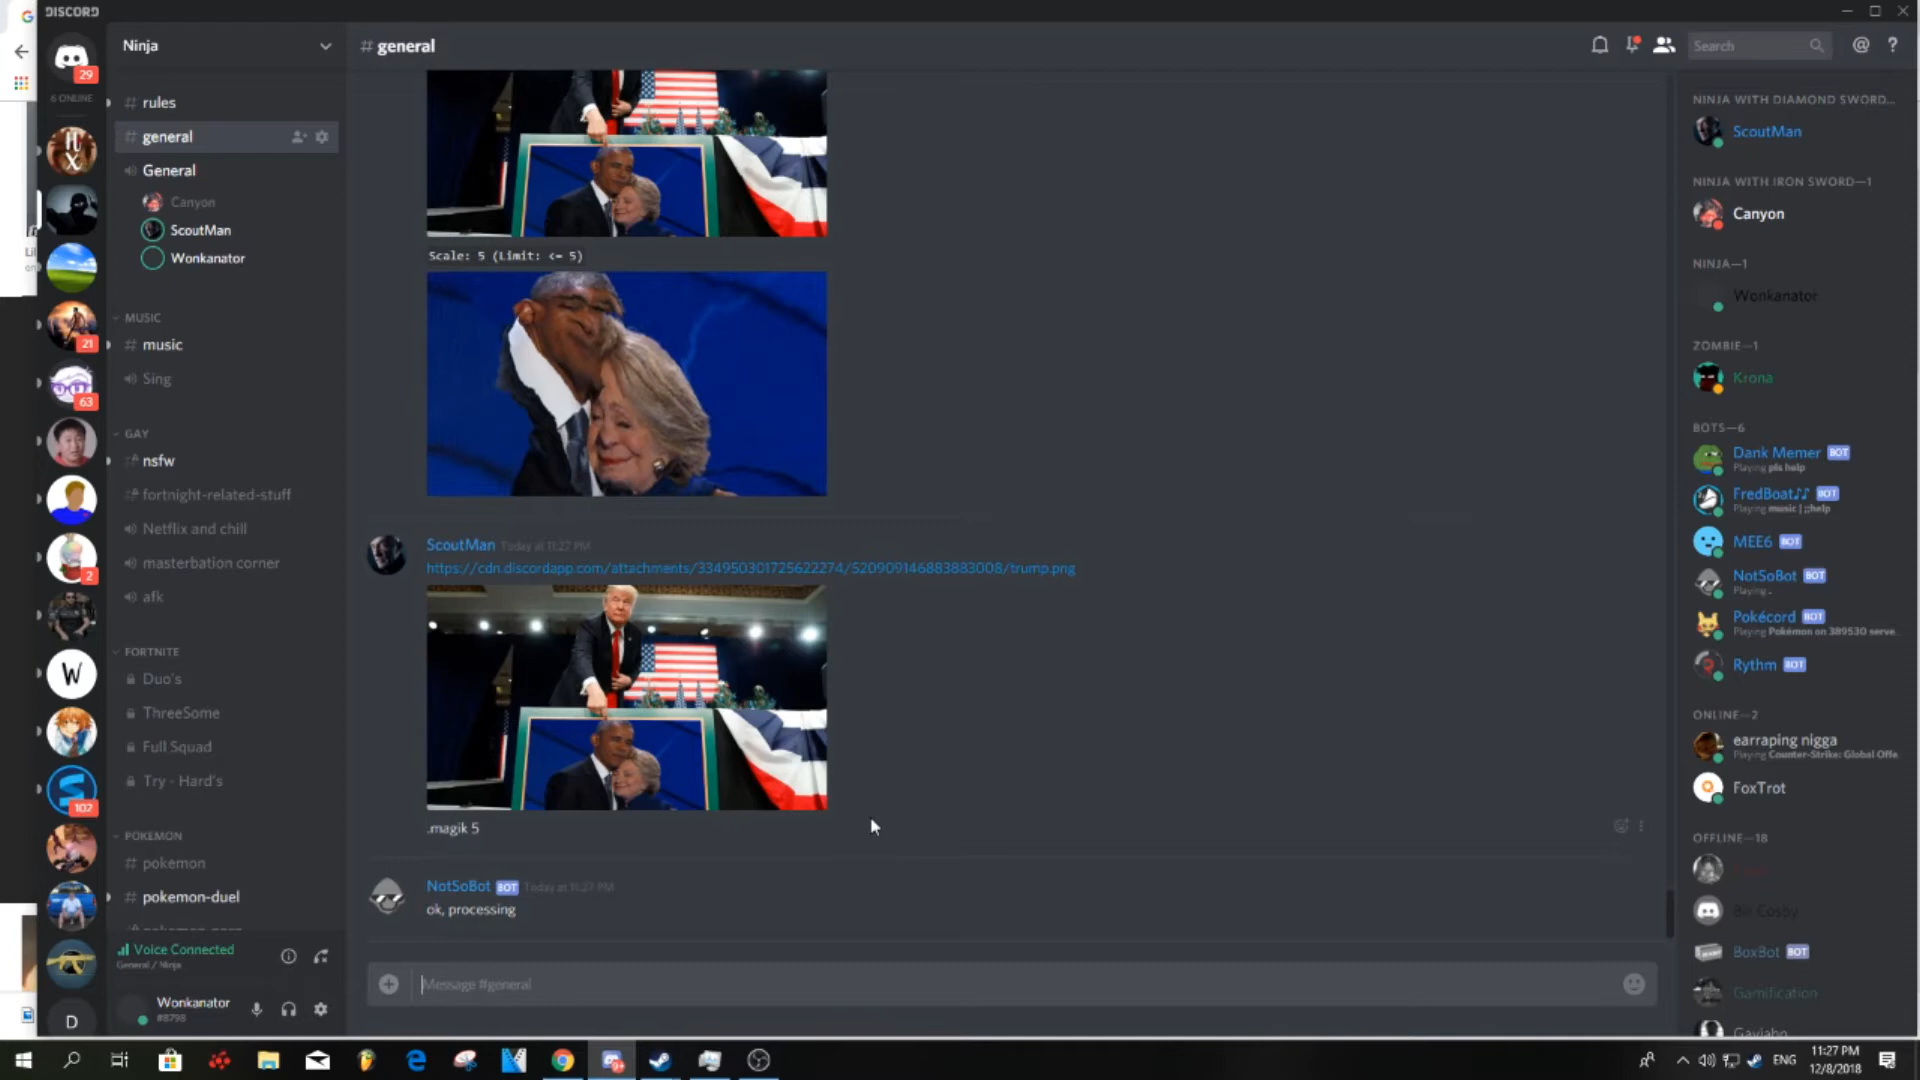 DISCORD
Ninja
# general
Search
29
6 ONLINE
21
63
2
W
102
D
# rules
# general
General
Canyon
ScoutMan
Wonkanator
MUSIC
# music
Sing
GAY
nsfw
fortnight-related-stuff
Netflix and chill
masterbation corner
afk
FORTNITE
Duo's
ThreeSome
Full Squad
Try - Hard's
POKEMON
# pokemon
# pokemon-duel
Voice Connected
General / Ninja
Wonkanator
#8798
Scale: 5 (Limit: <= 5)
ScoutMan Today at 11:27 PM
https://cdn.discordapp.com/attachments/334950301725622274/520909146883883008/trump.png
.magik 5
NotSoBot BOT Today at 11:27 PM
ok, processing
Message #general
NINJA WITH DIAMOND SWORD...
ScoutMan
NINJA WITH IRON SWORD—1
Canyon
NINJA—1
Wonkanator
ZOMBIE—1
Krona
BOTS—6
Dank Memer BOT
Playing pls help
FredBoat♪♪ BOT
Playing music | ;;help
MEE6 BOT
NotSoBot BOT
Playing .
Pokécord BOT
Playing Pokémon on 389530 serve...
Rythm BOT
ONLINE—2
earraping nigga
Playing Counter-Strike: Global Offe
FoxTrot
OFFLINE—18
Bill Cosby
BoxBot BOT
Gamification
ENG
11:27 PM
12/8/2018